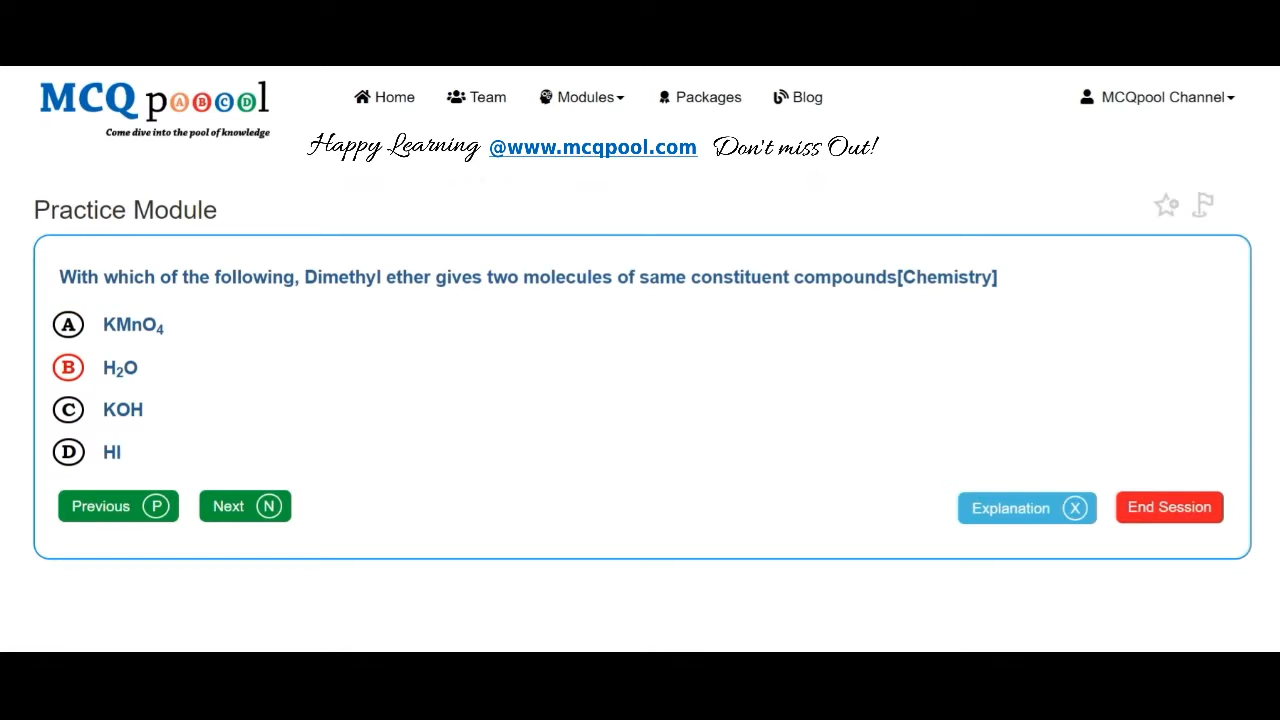 MCQ pooool
Come dive into the pool of knowledge
Home Team Modules Packages Blog MCQpool Channel
Happy Learning @www.mcqpool.com Don't miss Out!
Practice Module
With which of the following, Dimethyl ether gives two molecules of same constituent compounds[Chemistry]
A KMnO₄
B H₂O
C KOH
D HI
Previous P Next N Explanation X End Session